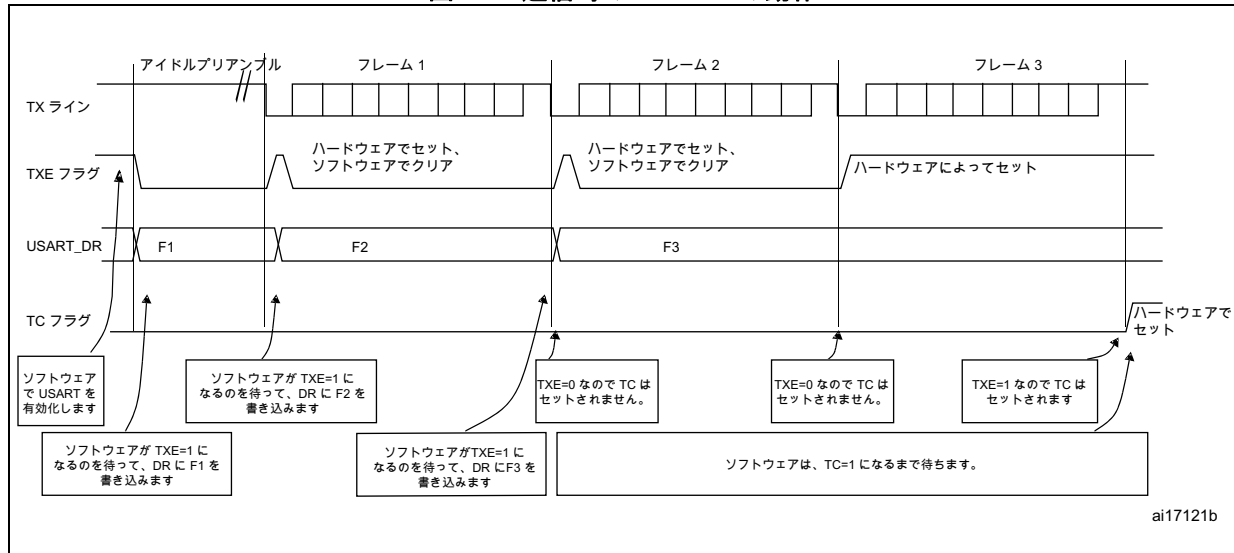 アイドルプリアンブル
フレーム 1
フレーム 2
フレーム 3
TX ライン
ハードウェアでセット、
ソフトウェアでクリア
ハードウェアでセット、
ソフトウェアでクリア
TXE フラグ
ハードウェアによってセット
USART_DR
F1
F2
F3
TC フラグ
ハードウェアで
セット
ソフトウェア
で USART を
有効化します
ソフトウェアが TXE=1 に
なるのを待って、DR に F2 を
書き込みます
TXE=0 なので TC は
セットされません。
TXE=0 なので TC は
セットされません。
TXE=1 なので TC は
セットされます
ソフトウェアが TXE=1 に
なるのを待って、DR に F1 を
書き込みます
ソフトウェアがTXE=1 に
なるのを待って、DR にF3 を
書き込みます
ソフトウェアは、TC=1 になるまで待ちます。
ai17121b